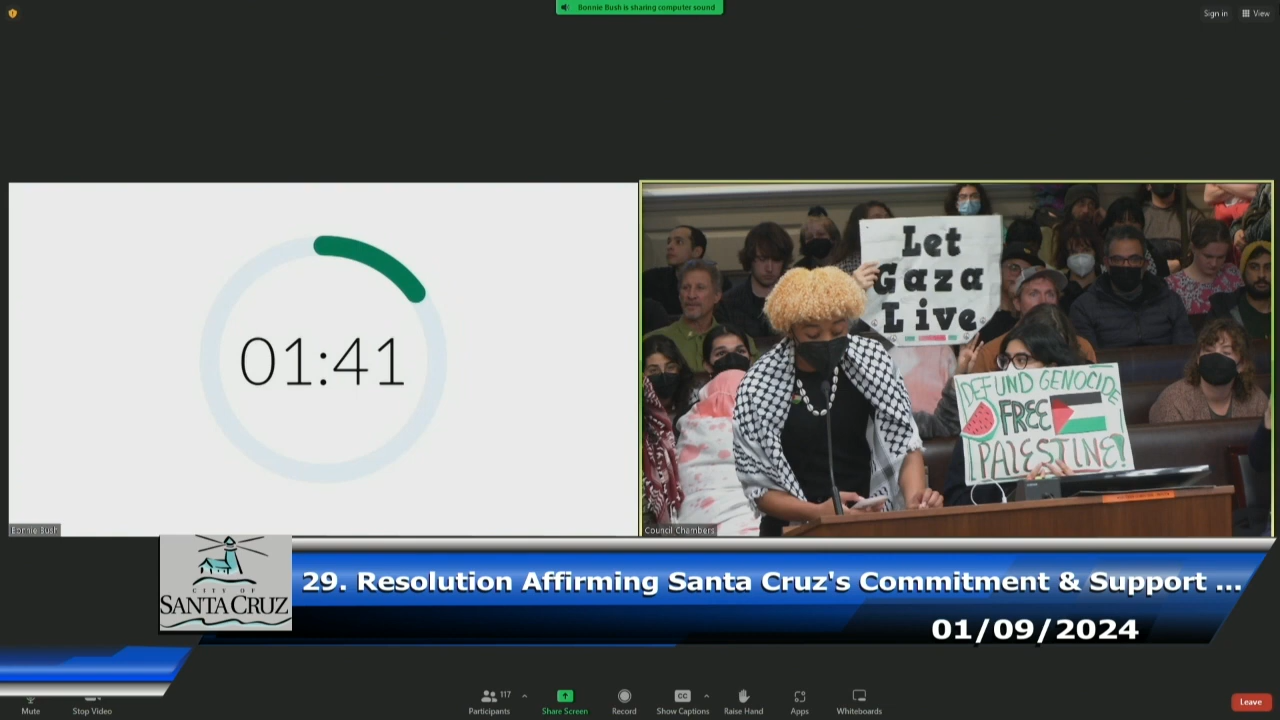 Bonnie Bush is sharing computer sound
Sign in
View
01:41
Let
Gaza
Live
DEFUND GENOCIDE
FREE
PALESTINE!
Bonnie Bush
Council Chambers
CITY OF
SANTA CRUZ
29. Resolution Affirming Santa Cruz's Commitment & Support ...
01/09/2024
Mute
Stop Video
Participants
117
Share Screen
Record
CC
Show Captions
Raise Hand
Apps
Whiteboards
Leave